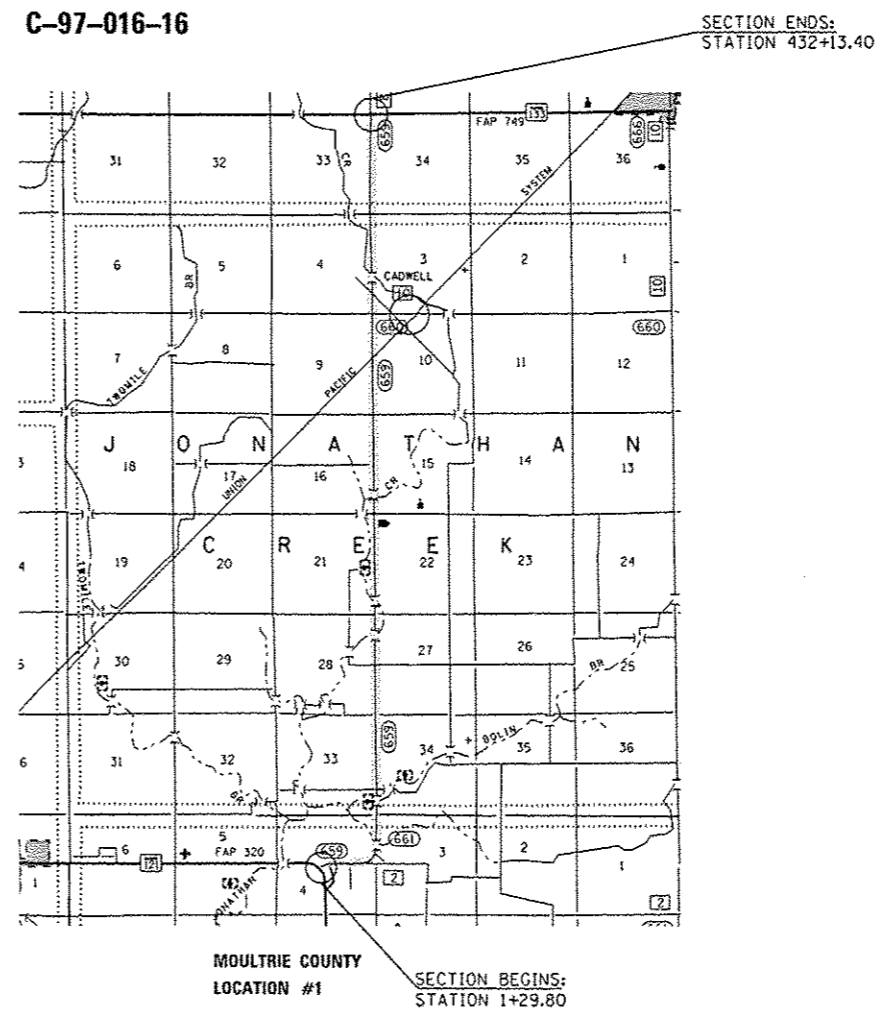 C-97-016-16
SECTION ENDS:
STATION 432+13.40
FAP 749 133
659
666
10
31 32 33 CR 34 35 36
SYSTEM
6 5 4 3 2 1
BR
CADWELL
10
10
660
660
7 8 9 10 11 12
659
TWOMILE
PACIFIC
J O N A T H A N
18 17 16 15 14 13
UNION
CR
C R E E K
19 20 21 22 23 24
TWOMILE
30 29 28 27 26 25
BR
659
BOLIN
31 32 33 34 35 36
BR
6 5 4 3 2 1
FAP 320
659
661
121
2
2
1
MOULTRIE COUNTY
LOCATION #1
SECTION BEGINS:
STATION 1+29.80